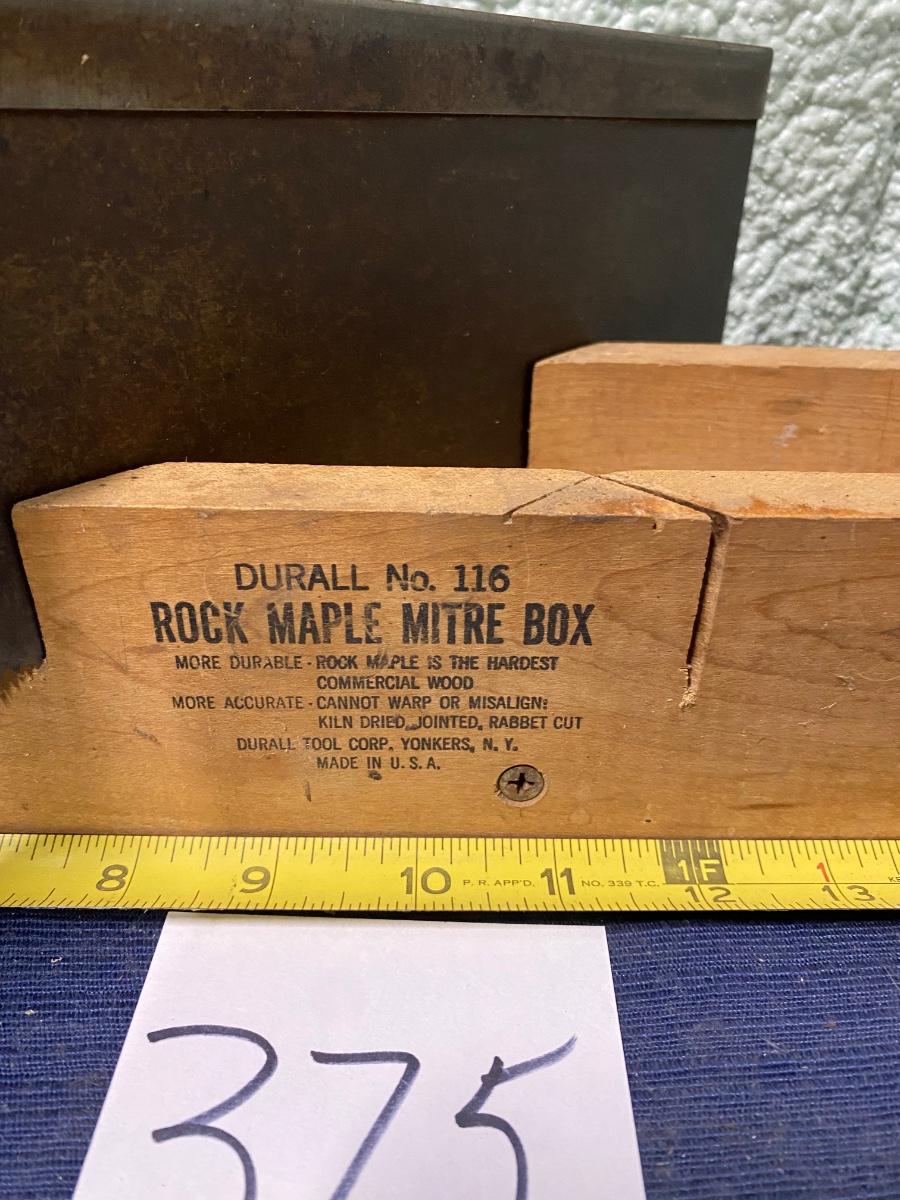 DURALL No. 116
ROCK MAPLE MITRE BOX
MORE DURABLE - ROCK MAPLE IS THE HARDEST
COMMERCIAL WOOD
MORE ACCURATE - CANNOT WARP OR MISALIGN:
KILN DRIED, JOINTED, RABBET CUT
DURALL TOOL CORP. YONKERS, N. Y.
MADE IN U. S. A.
8 9 10 P. R. APP'D. 11 NO. 339 T.C. 1F 12 1 13
375